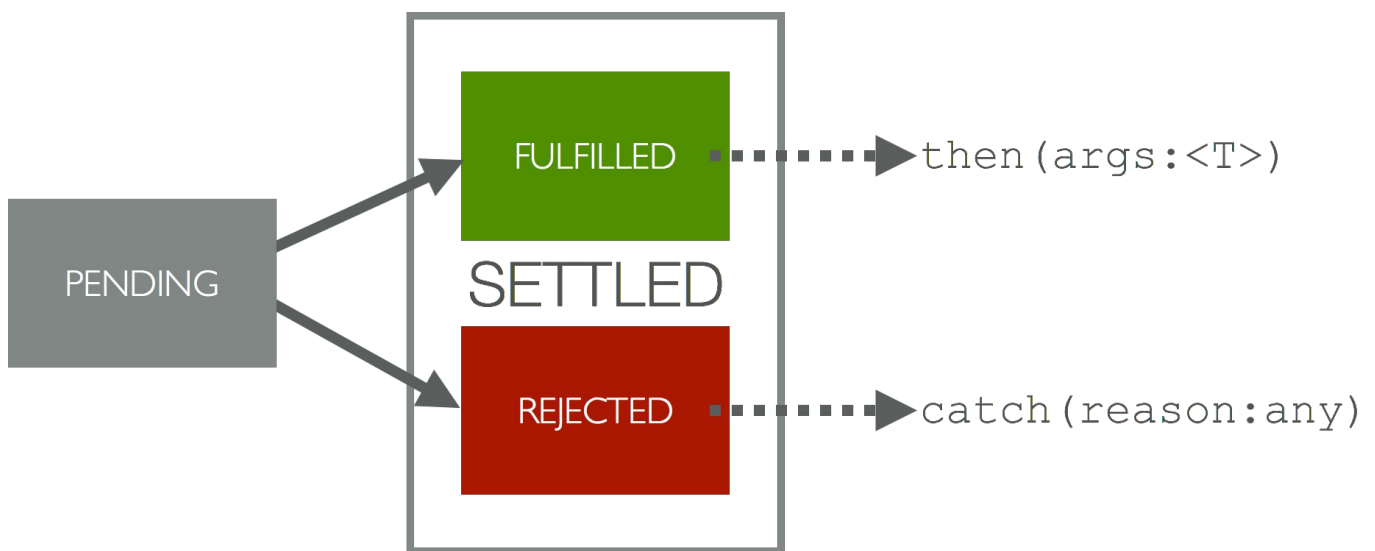 PENDING
FULFILLED
then(args:<T>)
SETTLED
REJECTED
catch(reason:any)